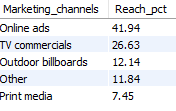 Marketing_channels Reach_pct
Online ads 41.94
TV commercials 26.63
Outdoor billboards 12.14
Other 11.84
Print media 7.45